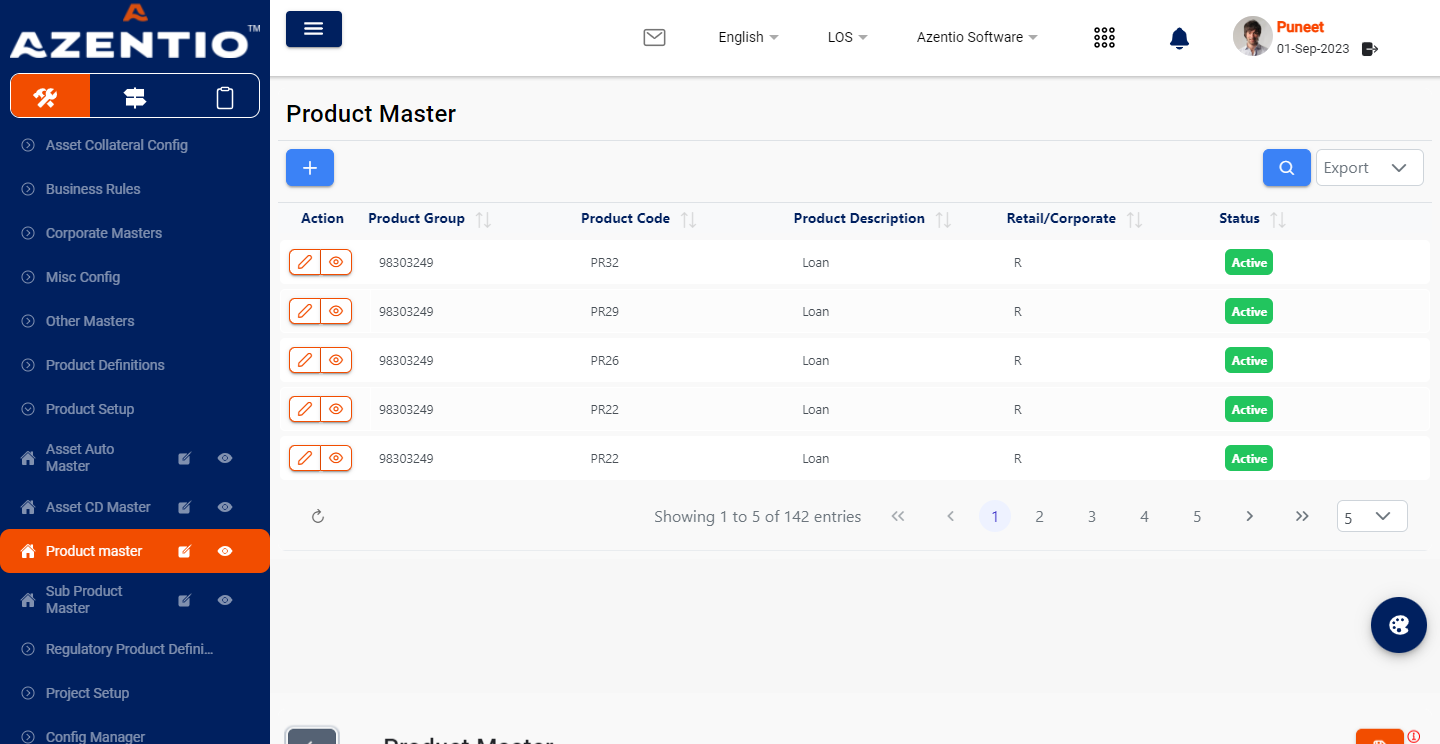 AZENTIO™
English
LOS
Azentio Software
Puneet
01-Sep-2023
Asset Collateral Config
Business Rules
Corporate Masters
Misc Config
Other Masters
Product Definitions
Product Setup
Asset Auto
Master
Asset CD Master
Product master
Sub Product
Master
Regulatory Product Defini...
Project Setup
Config Manager
Product Master
Export
Action Product Group Product Code Product Description Retail/Corporate Status
98303249 PR32 Loan R Active
98303249 PR29 Loan R Active
98303249 PR26 Loan R Active
98303249 PR22 Loan R Active
98303249 PR22 Loan R Active
Showing 1 to 5 of 142 entries 1 2 3 4 5 5
Product Master